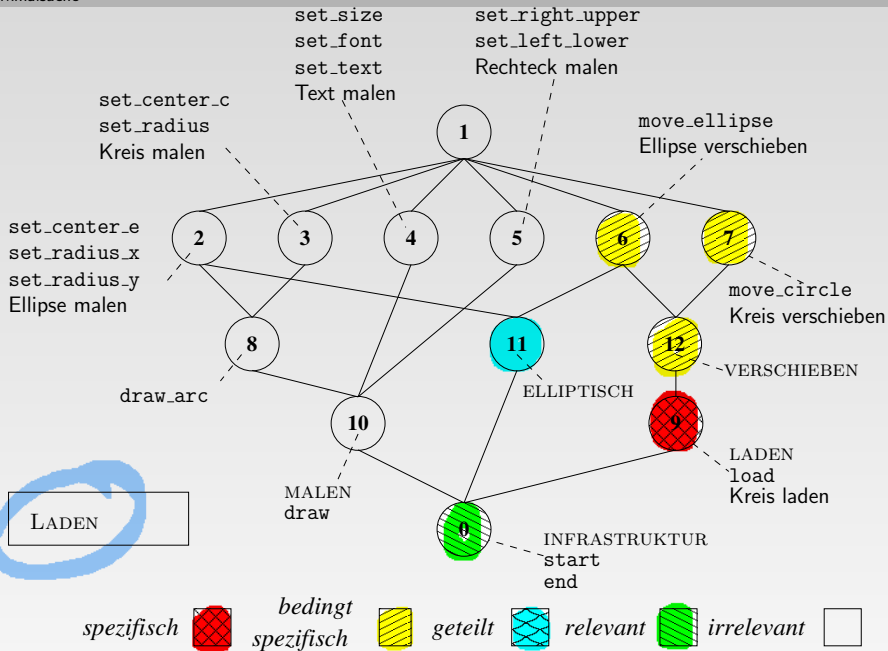 set_size
set_font
set_text
Text malen
set_right_upper
set_left_lower
Rechteck malen
set_center_c
set_radius
Kreis malen
move_ellipse
Ellipse verschieben
1
set_center_e
set_radius_x
set_radius_y
Ellipse malen
2
3
4
5
6
7
move_circle
Kreis verschieben
8
11
12
draw_arc
ELLIPTISCH
VERSCHIEBEN
10
9
MALEN
draw
LADEN
load
Kreis laden
LADEN
0
INFRASTRUKTUR
start
end
spezifisch
bedingt
spezifisch
geteilt
relevant
irrelevant